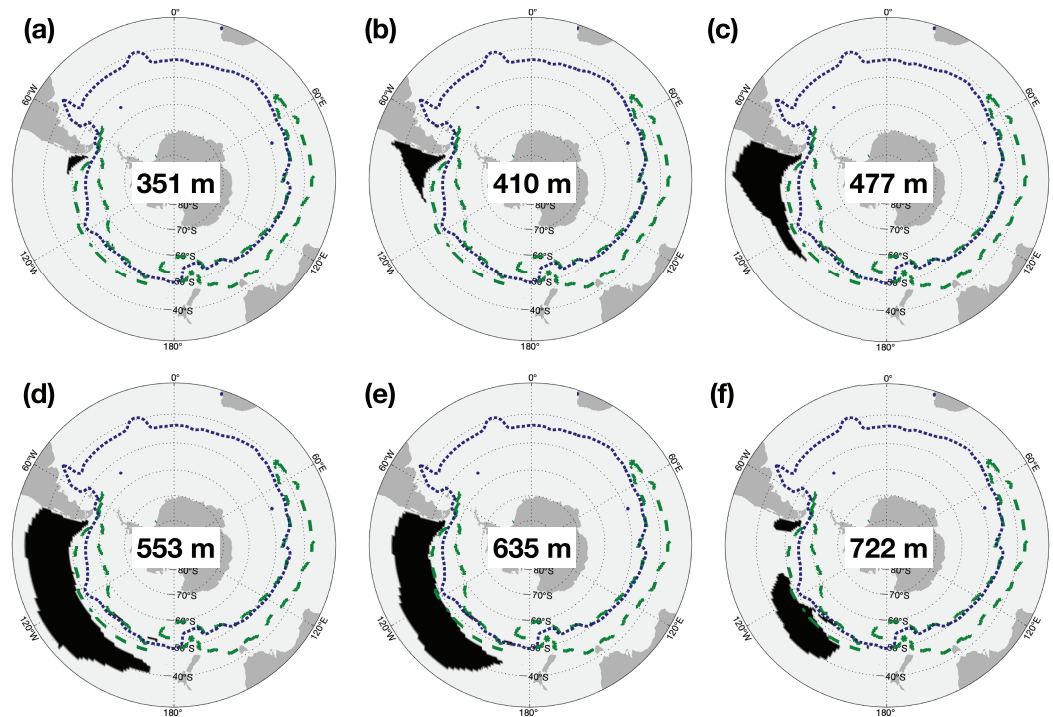 (a)
0°
60°W
60°E
351 m
80°S
70°S
60°S
50°S
40°S
120°W
120°E
180°
(b)
0°
60°W
60°E
410 m
80°S
70°S
60°S
50°S
40°S
120°W
120°E
180°
(c)
0°
60°W
60°E
477 m
80°S
70°S
60°S
50°S
40°S
120°W
120°E
180°
(d)
0°
60°W
60°E
553 m
80°S
70°S
60°S
50°S
40°S
120°W
120°E
180°
(e)
0°
60°W
60°E
635 m
80°S
70°S
60°S
50°S
40°S
120°W
120°E
180°
(f)
0°
60°W
60°E
722 m
80°S
70°S
60°S
50°S
40°S
120°W
120°E
180°